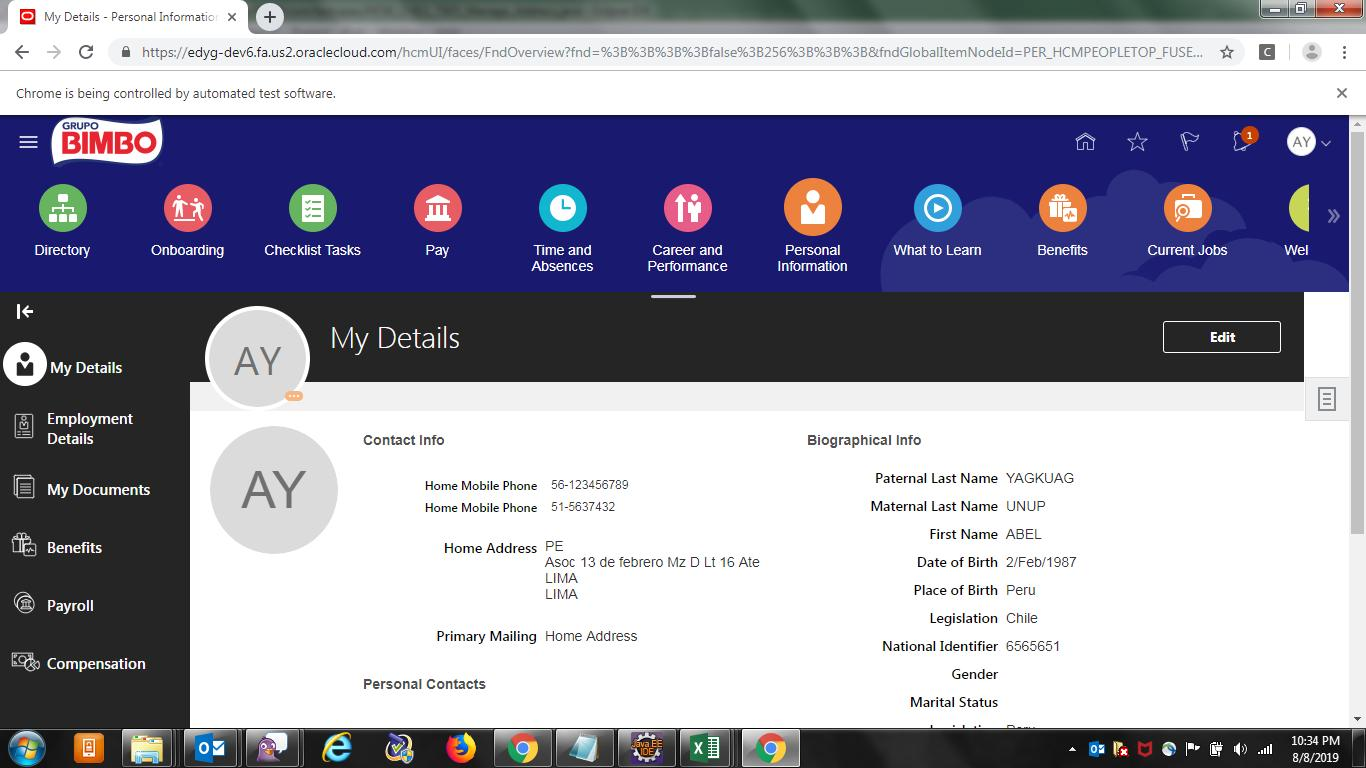 My Details - Personal Information
https://edyg-dev6.fa.us2.oraclecloud.com/hcmUI/faces/FndOverview?fnd=%3B%3B%3B%3Bfalse%3B256%3B%3B%3B&fndGlobalItemNodeId=PER_HCMPEOPLETOP_FUSE...
C
Chrome is being controlled by automated test software.
GRUPO
BIMBO
1
AY
Directory
Onboarding
Checklist Tasks
Pay
Time and
Absences
Career and
Performance
Personal
Information
What to Learn
Benefits
Current Jobs
Wel
AY
My Details
Edit
My Details
Employment
Details
My Documents
Benefits
Payroll
Compensation
AY
Contact Info
Home Mobile Phone 56-123456789
Home Mobile Phone 51-5637432
Home Address PE
Asoc 13 de febrero Mz D Lt 16 Ate
LIMA
LIMA
Primary Mailing Home Address
Personal Contacts
Biographical Info
Paternal Last Name YAGKUAG
Maternal Last Name UNUP
First Name ABEL
Date of Birth 2/Feb/1987
Place of Birth Peru
Legislation Chile
National Identifier 6565651
Gender
Marital Status
Java EE
IDE
10:34 PM
8/8/2019